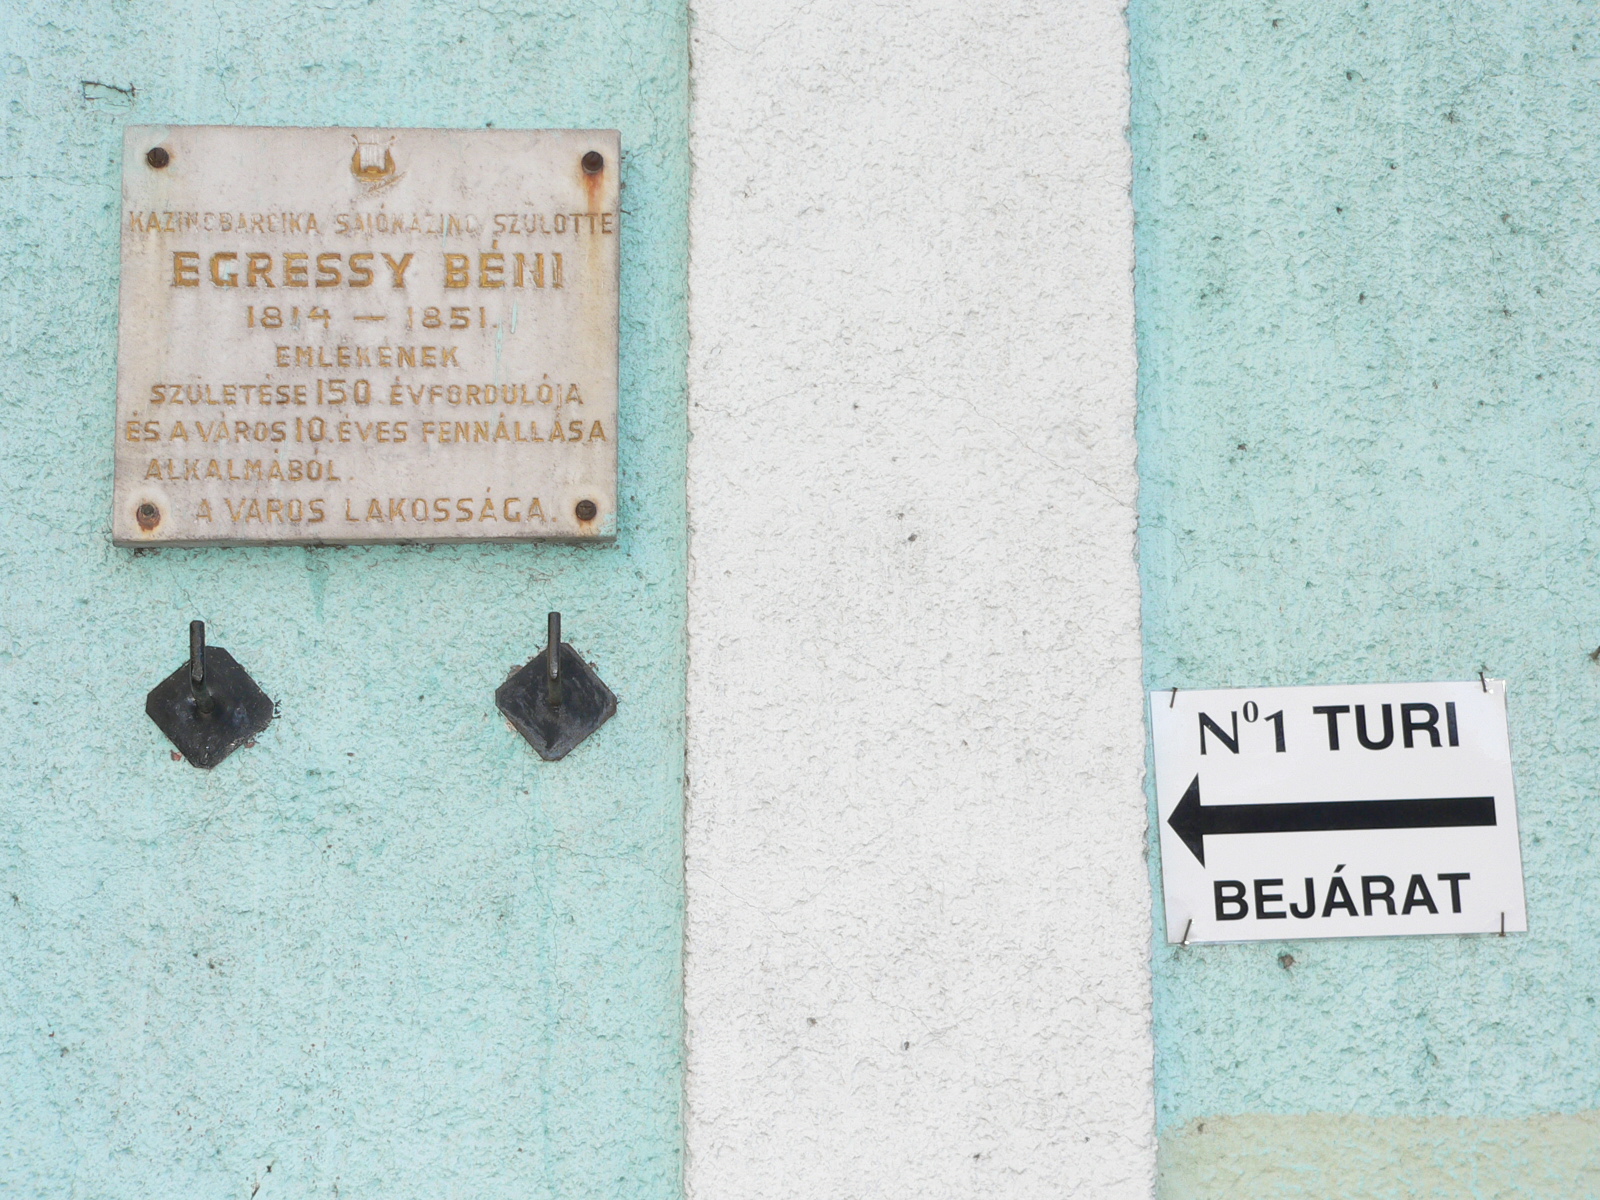 KAZINCBARCIKA SAJÓKAZINC SZÜLÖTTE
EGRESSY BÉNI
1814 — 1851.
EMLÉKÉNEK
SZÜLETÉSE 150. ÉVFORDULÓJA
ÉS A VÁROS 10. ÉVES FENNÁLLÁSA
ALKALMÁBÓL.
A VÁROS LAKOSSÁGA.
Nº1 TURI
BEJÁRAT